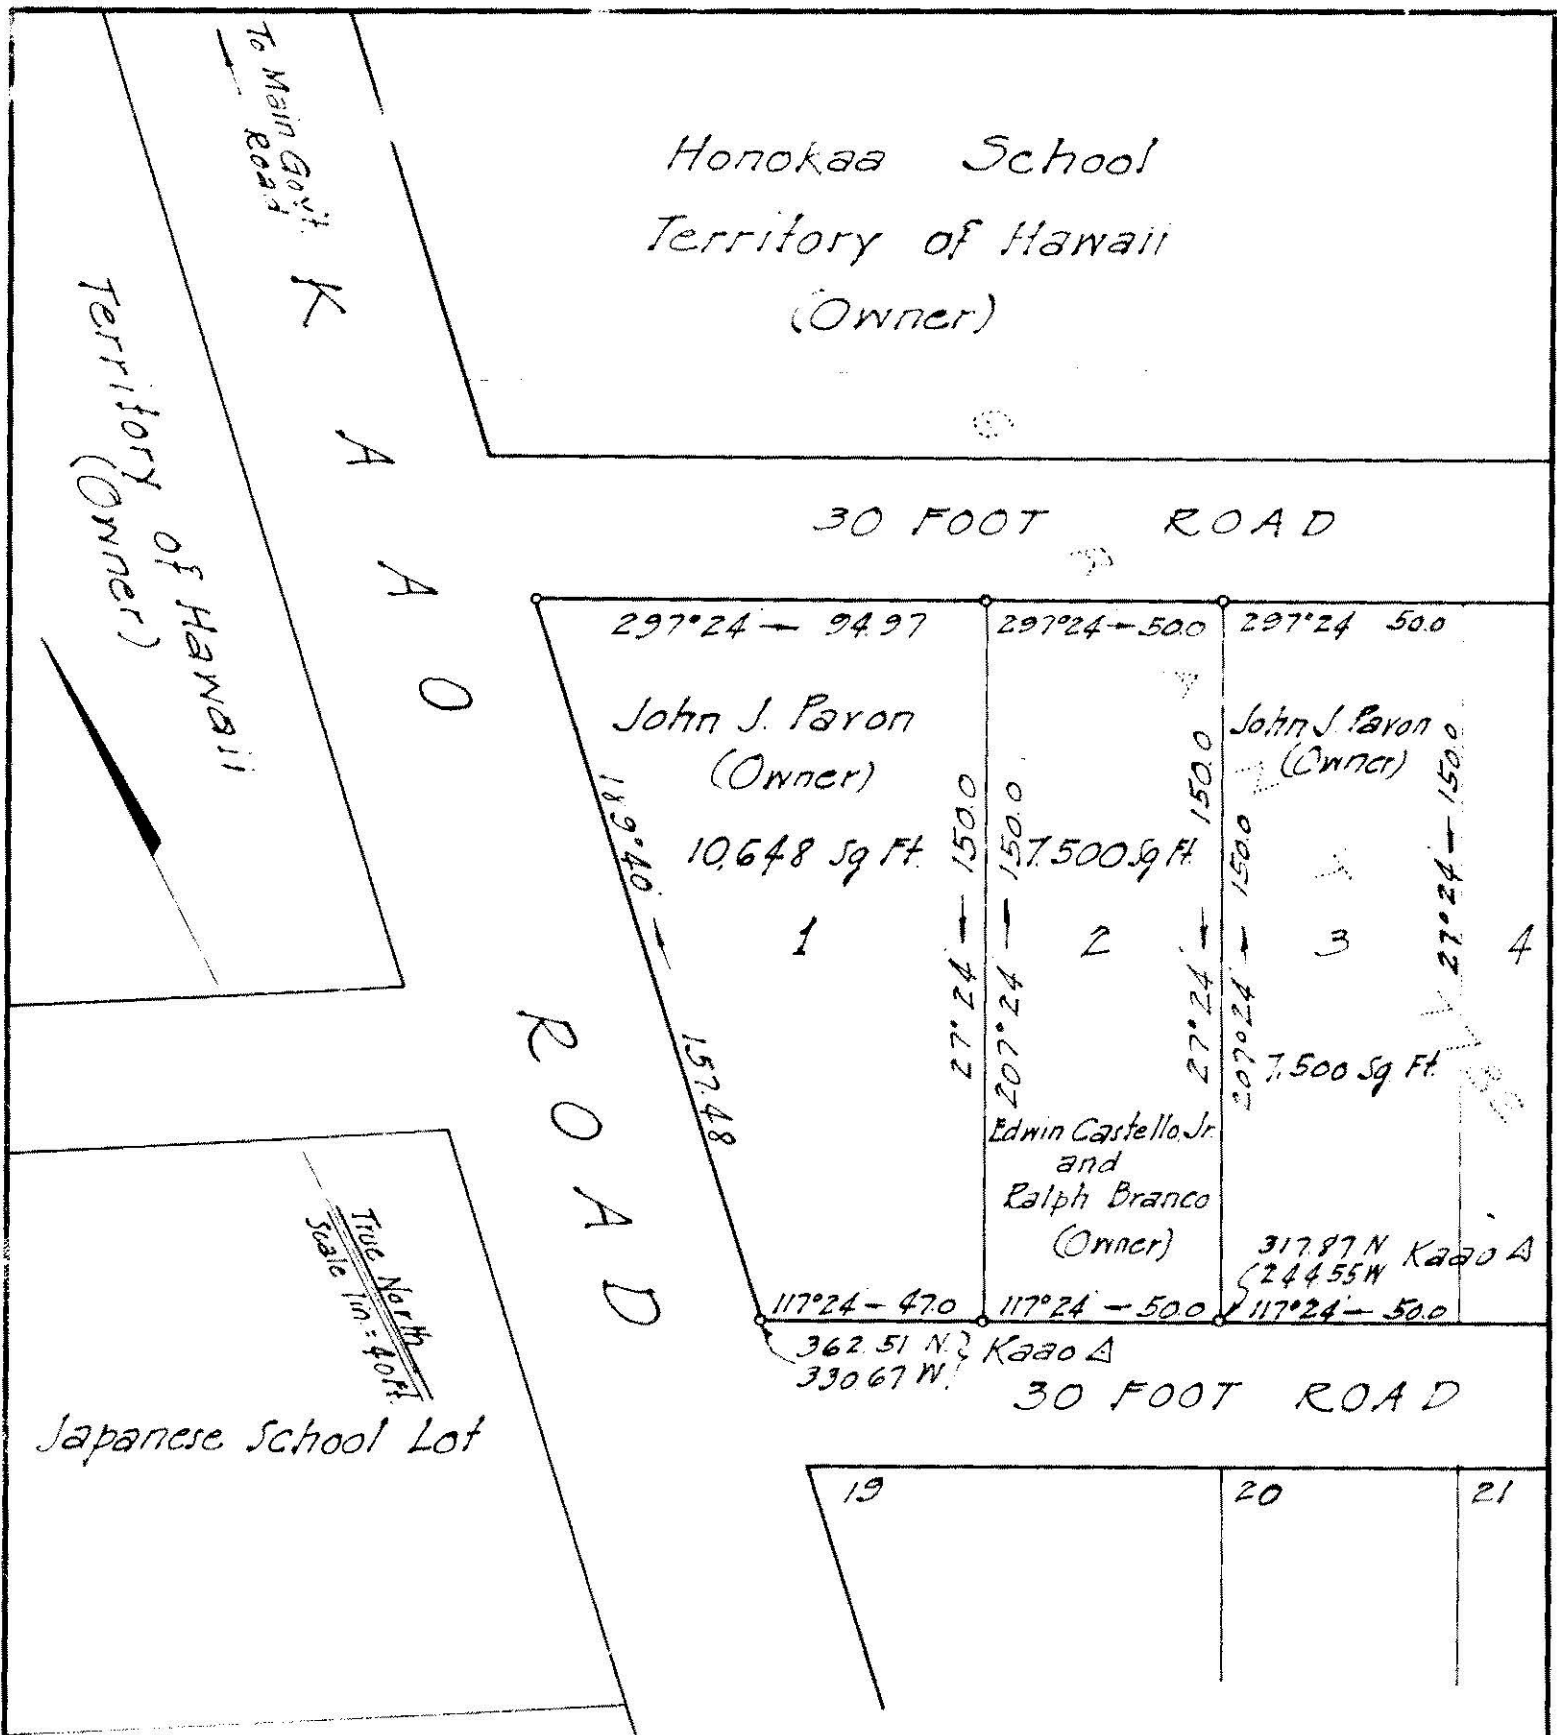 To Main Gov't.
Road
Honokaa School
Territory of Hawaii
(Owner)
Territory of Hawaii
(Owner)
KAAO ROAD
30 FOOT ROAD
297°24' 94.97
297°24' 50.0
297°24' 50.0
John J. Pavon
(Owner)
10,648 Sq Ft.
1
189°40' 157.48
27°24' 150.0
207°24' 150.0
7,500 Sq Ft.
2
27°24' 150.0
Edwin Castello Jr.
and
Ralph Branco
(Owner)
207°24' 150.0
John J. Pavon
(Owner)
3
7,500 Sq Ft.
27°24' 150.0
4
317.87 N
244.55 W
Kaao Δ
117°24' 47.0
117°24' 50.0
117°24' 50.0
362.51 N.
330.67 W.
Kaao Δ
30 FOOT ROAD
True North
Scale 1in.=40Ft.
Japanese School Lot
19
20
21